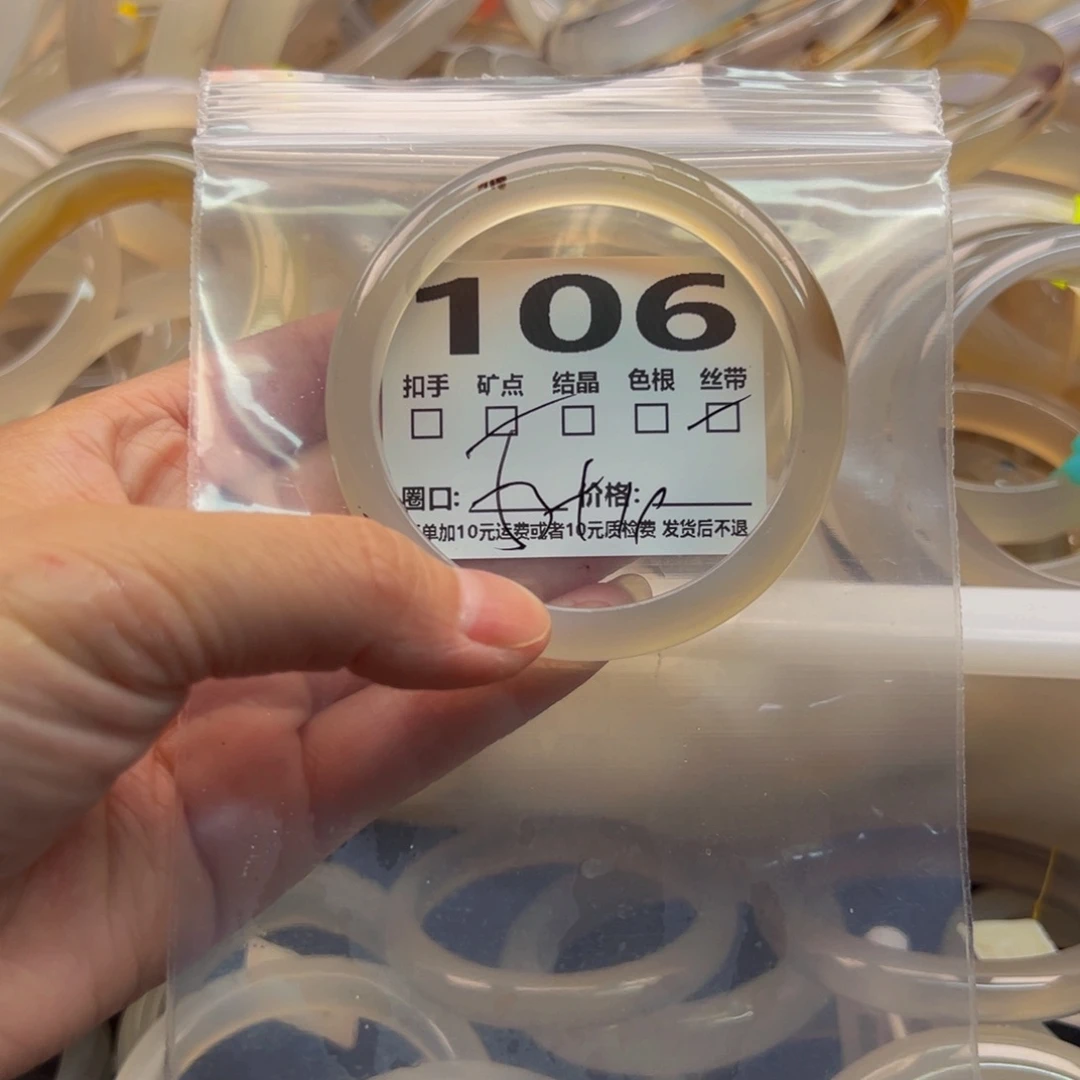 106
扣手 矿点 结晶 色根 丝带
圈口: 价格:
单加10元运费或者10元质检费 发货后不退